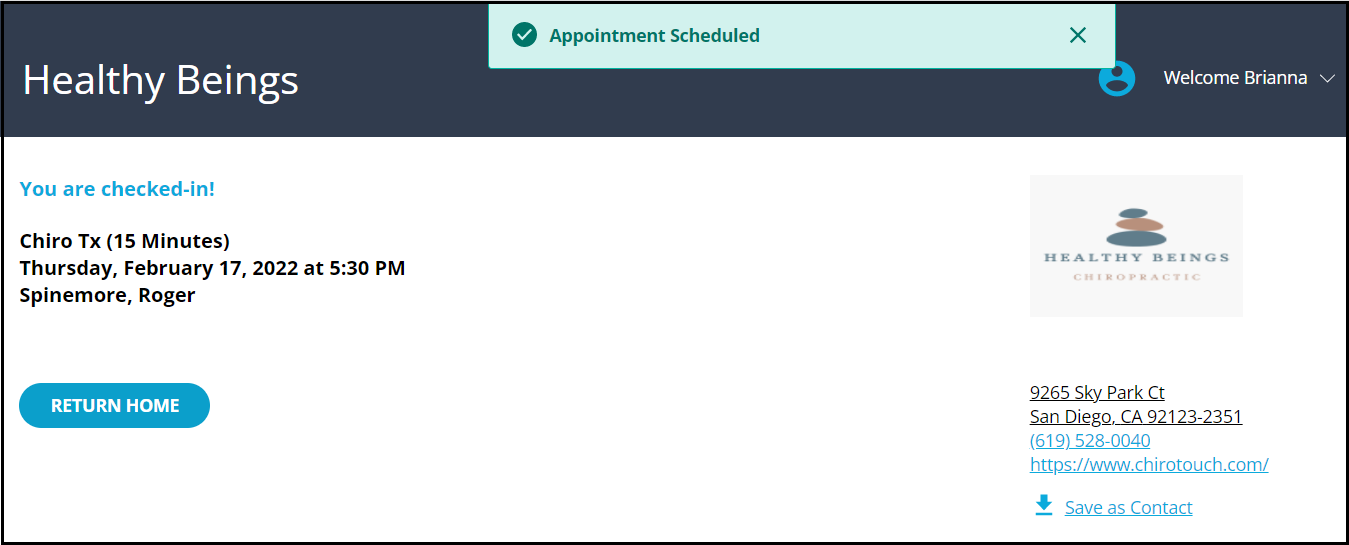 Appointment Scheduled
Healthy Beings
Welcome Brianna
You are checked-in!
Chiro Tx (15 Minutes)
Thursday, February 17, 2022 at 5:30 PM
Spinemore, Roger
RETURN HOME
HEALTHY BEINGS
CHIROPRACTIC
9265 Sky Park Ct
San Diego, CA 92123-2351
(619) 528-0040
https://www.chirotouch.com/
Save as Contact